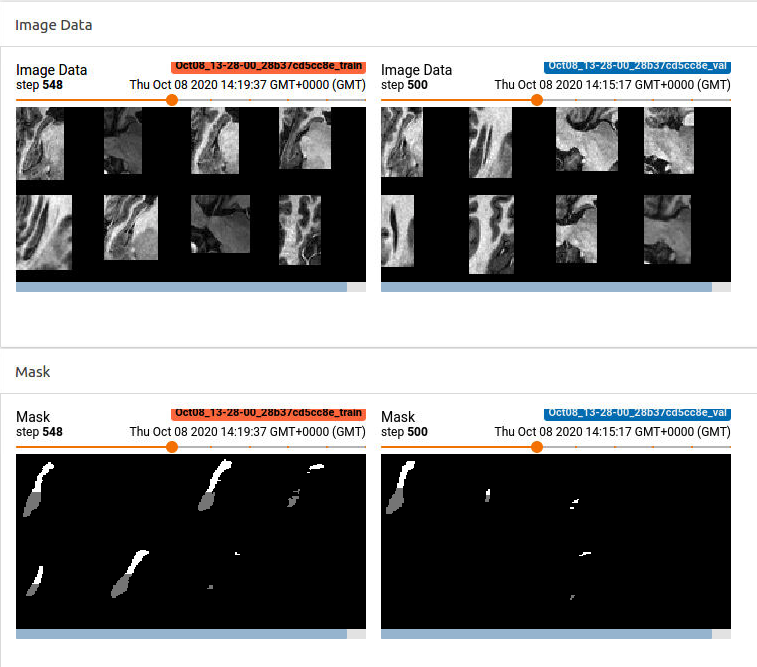 Image Data
Oct08_13-28-00_28b37cd5cc8e_train
Image Data
step 548 Thu Oct 08 2020 14:19:37 GMT+0000 (GMT)
Oct08_13-28-00_28b37cd5cc8e_val
Image Data
step 500 Thu Oct 08 2020 14:15:17 GMT+0000 (GMT)
Mask
Oct08_13-28-00_28b37cd5cc8e_train
Mask
step 548 Thu Oct 08 2020 14:19:37 GMT+0000 (GMT)
Oct08_13-28-00_28b37cd5cc8e_val
Mask
step 500 Thu Oct 08 2020 14:15:17 GMT+0000 (GMT)